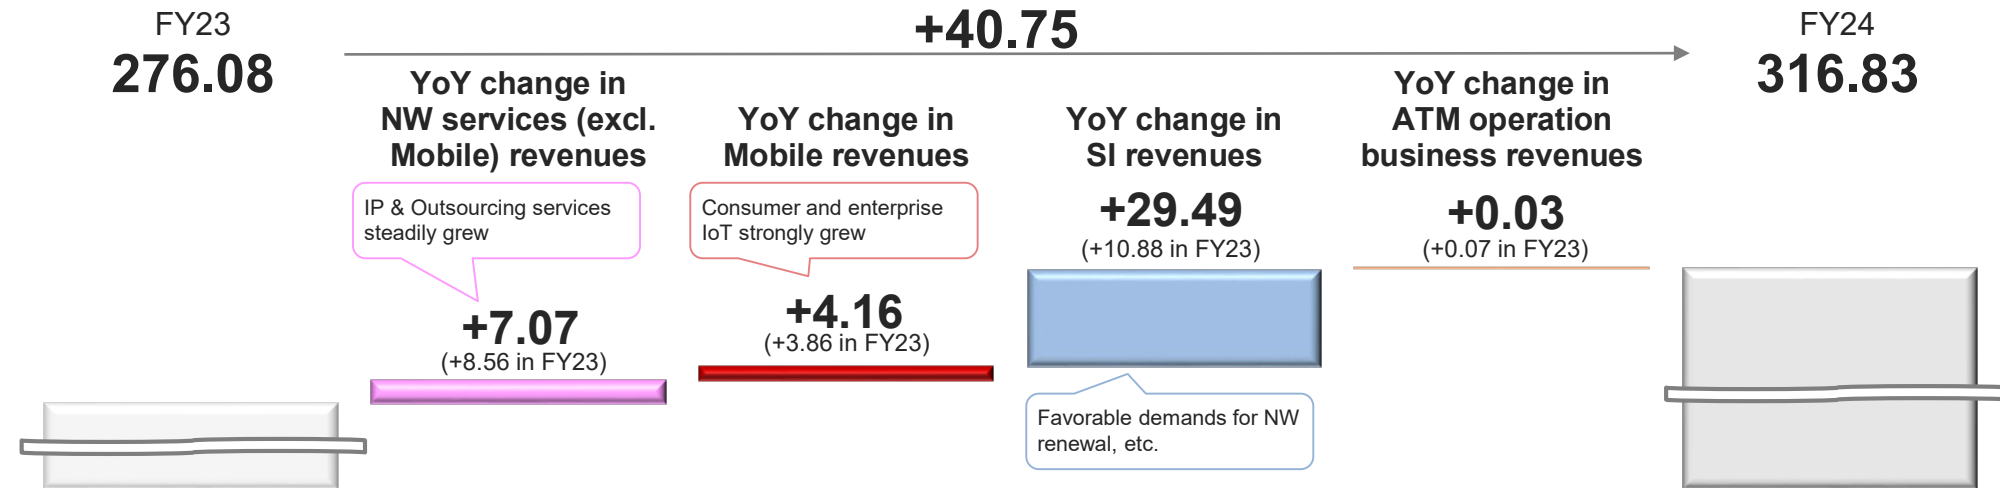 FY23
276.08
+40.75
FY24
316.83
YoY change in
NW services (excl.
Mobile) revenues
IP & Outsourcing services
steadily grew
+7.07
(+8.56 in FY23)
YoY change in
Mobile revenues
Consumer and enterprise
IoT strongly grew
+4.16
(+3.86 in FY23)
YoY change in
SI revenues
+29.49
(+10.88 in FY23)
Favorable demands for NW
renewal, etc.
YoY change in
ATM operation
business revenues
+0.03
(+0.07 in FY23)